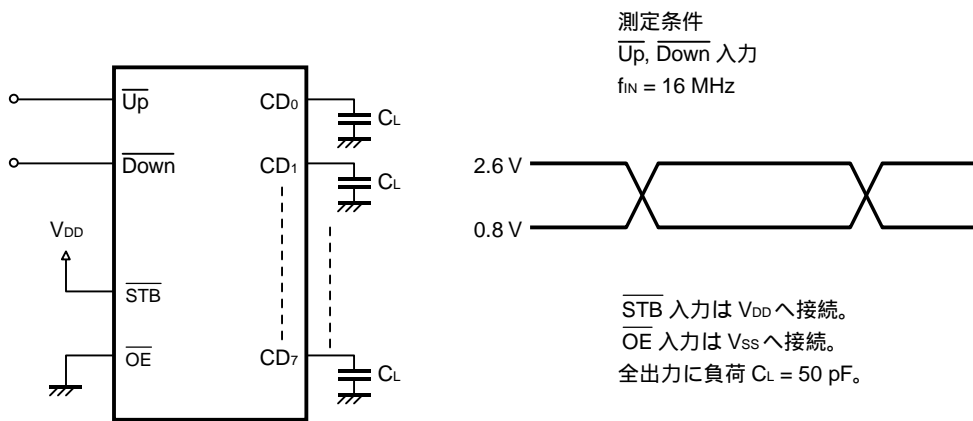 測定条件
Up, Down 入力
fIN = 16 MHz
Up
CD0
CL
Down
CD1
CL
2.6 V
0.8 V
VDD
STB
OE
CD7
CL
STB 入力は VDD へ接続。
OE 入力は VSS へ接続。
全出力に負荷 CL = 50 pF。